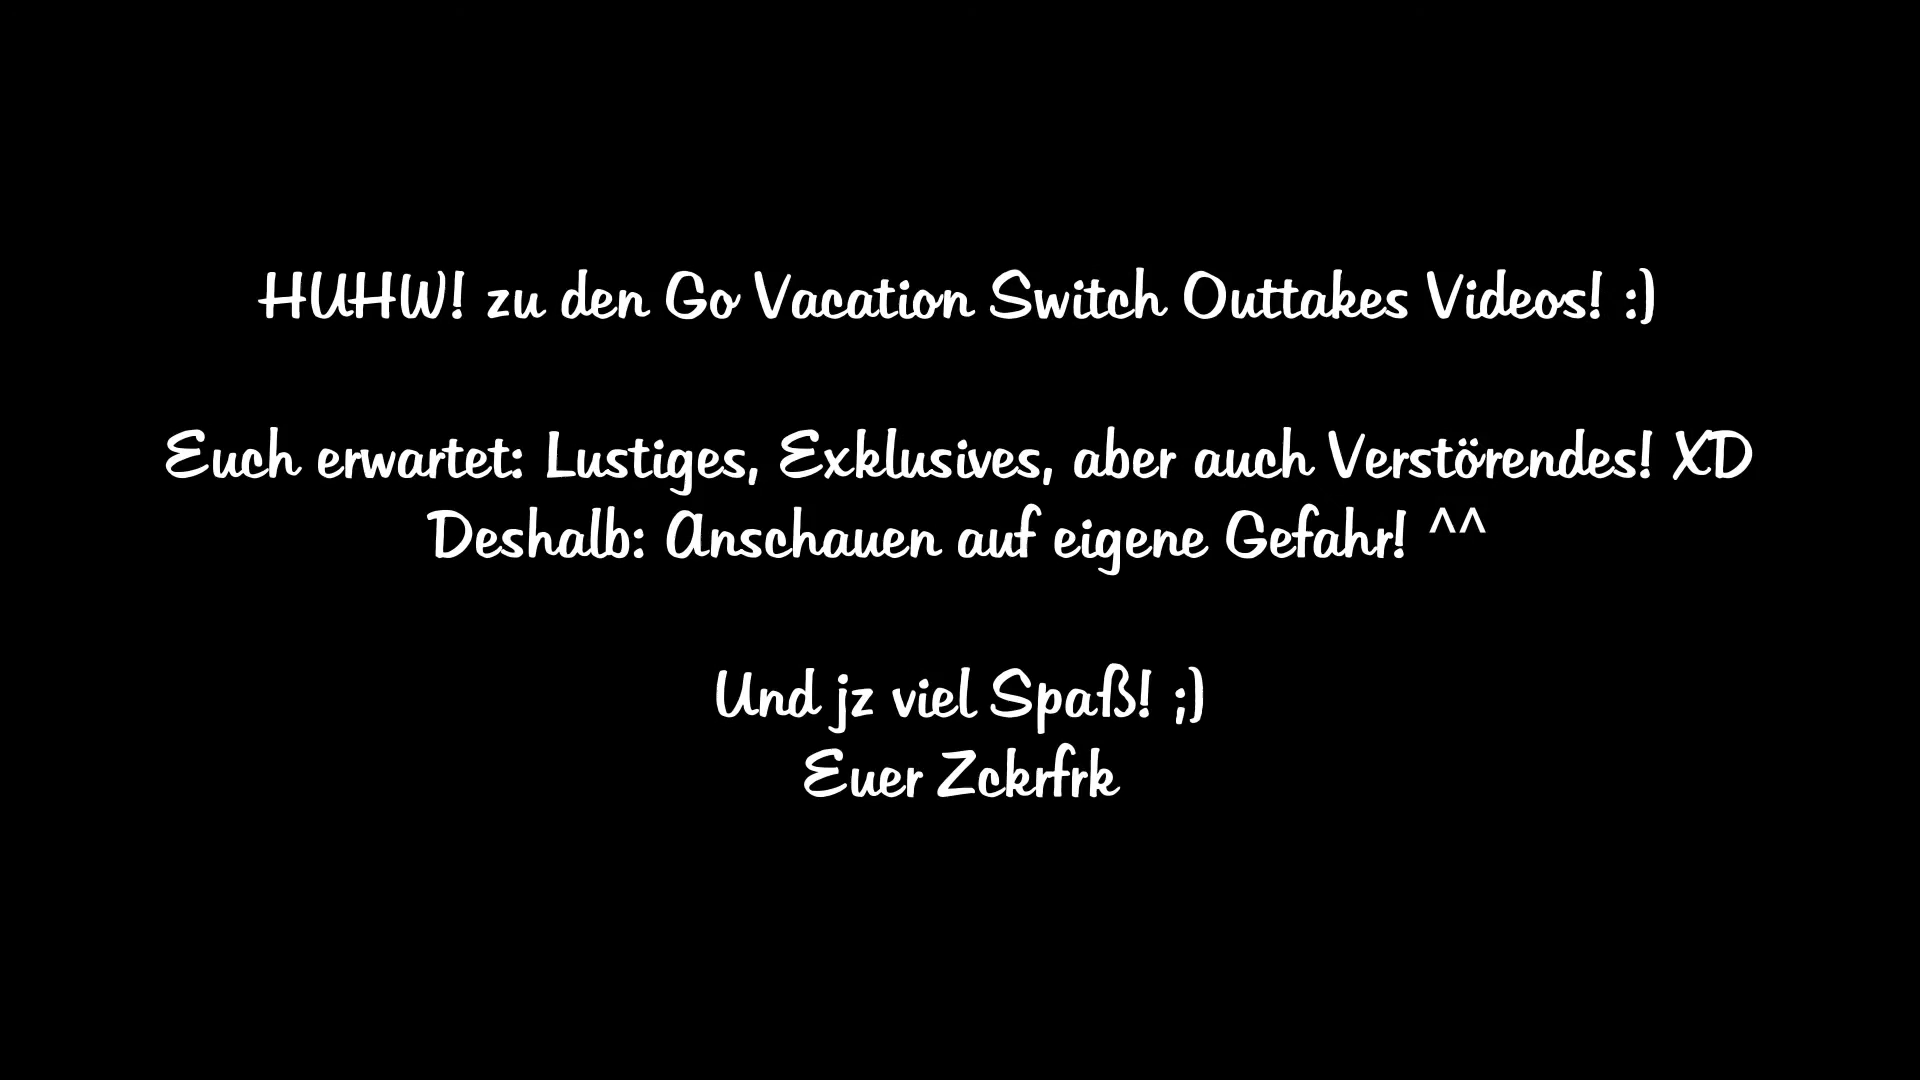 HUHW! zu den Go Vacation Switch Outtakes Videos! :)
Euch erwartet: Lustiges, Exklusives, aber auch Verstörendes! XD
Deshalb: Anschauen auf eigene Gefahr! ^^
Und jz viel Spaß! ;)
Euer Zckrfrk